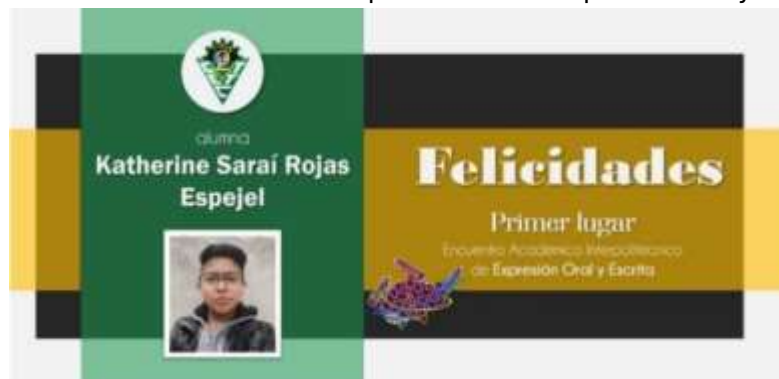 alumna
Katherine Saraí Rojas
Espejel
Felicidades
Primer lugar
Encuentro Académico Interpolitécnico
de Expresión Oral y Escrita